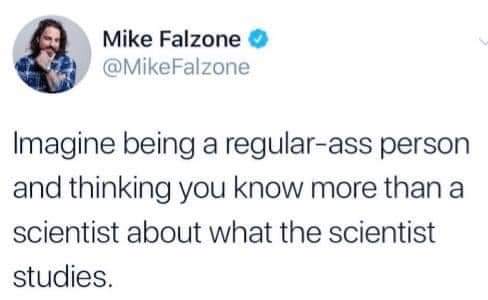 Mike Falzone
@MikeFalzone
Imagine being a regular-ass person
and thinking you know more than a
scientist about what the scientist
studies.